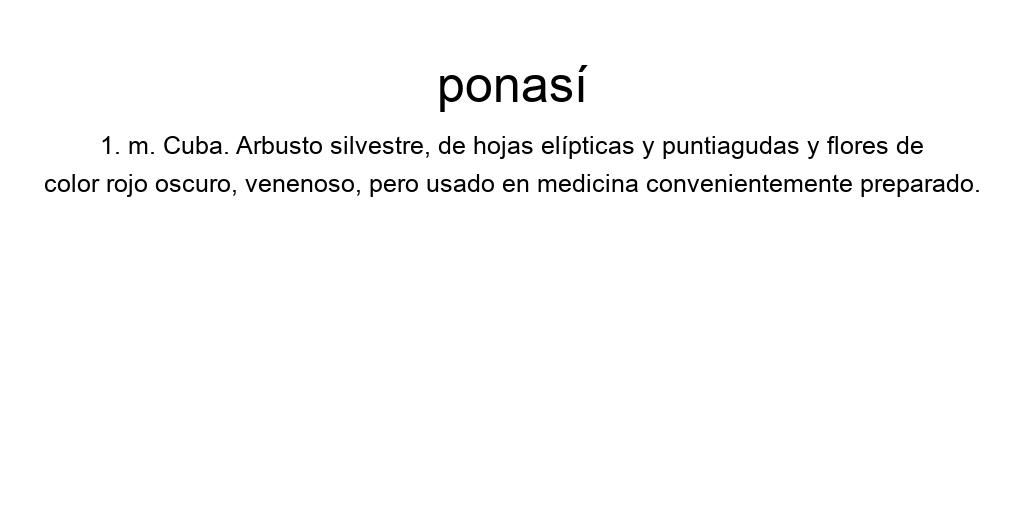 ponasí
1. m. Cuba. Arbusto silvestre, de hojas elípticas y puntiagudas y flores de
color rojo oscuro, venenoso, pero usado en medicina convenientemente preparado.